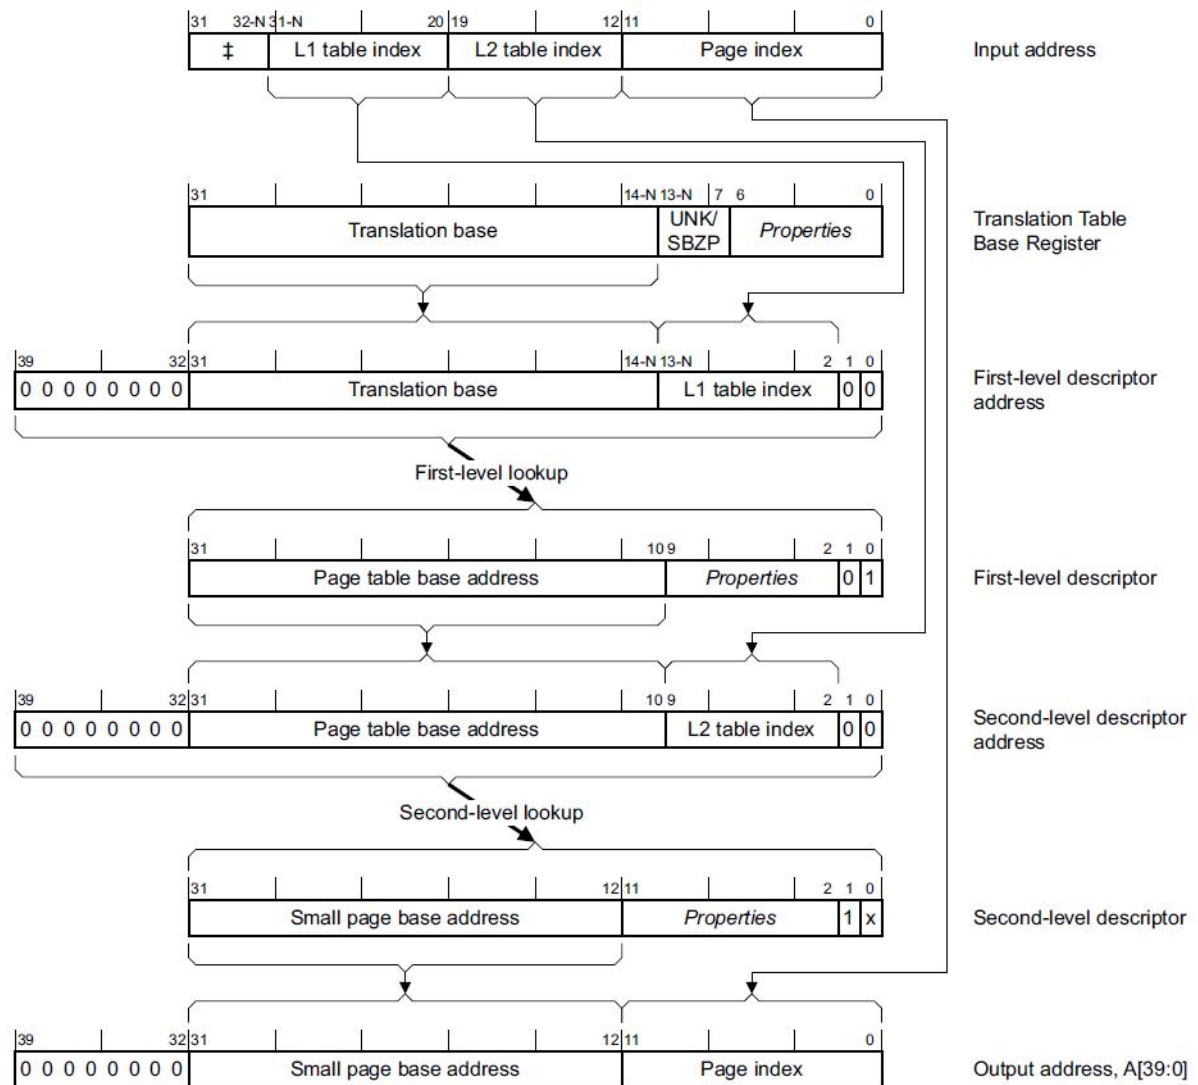 31 32-N 31-N 20 19 12 11 0
‡ L1 table index L2 table index Page index Input address
31 14-N 13-N 7 6 0
Translation base UNK/ SBZP Properties Translation Table Base Register
39 32 31 14-N 13-N 2 1 0
0 0 0 0 0 0 0 0 Translation base L1 table index 0 0 First-level descriptor address
First-level lookup
31 10 9 2 1 0
Page table base address Properties 0 1 First-level descriptor
39 32 31 10 9 2 1 0
0 0 0 0 0 0 0 0 Page table base address L2 table index 0 0 Second-level descriptor address
Second-level lookup
31 12 11 2 1 0
Small page base address Properties 1 x Second-level descriptor
39 32 31 12 11 0
0 0 0 0 0 0 0 0 Small page base address Page index Output address, A[39:0]